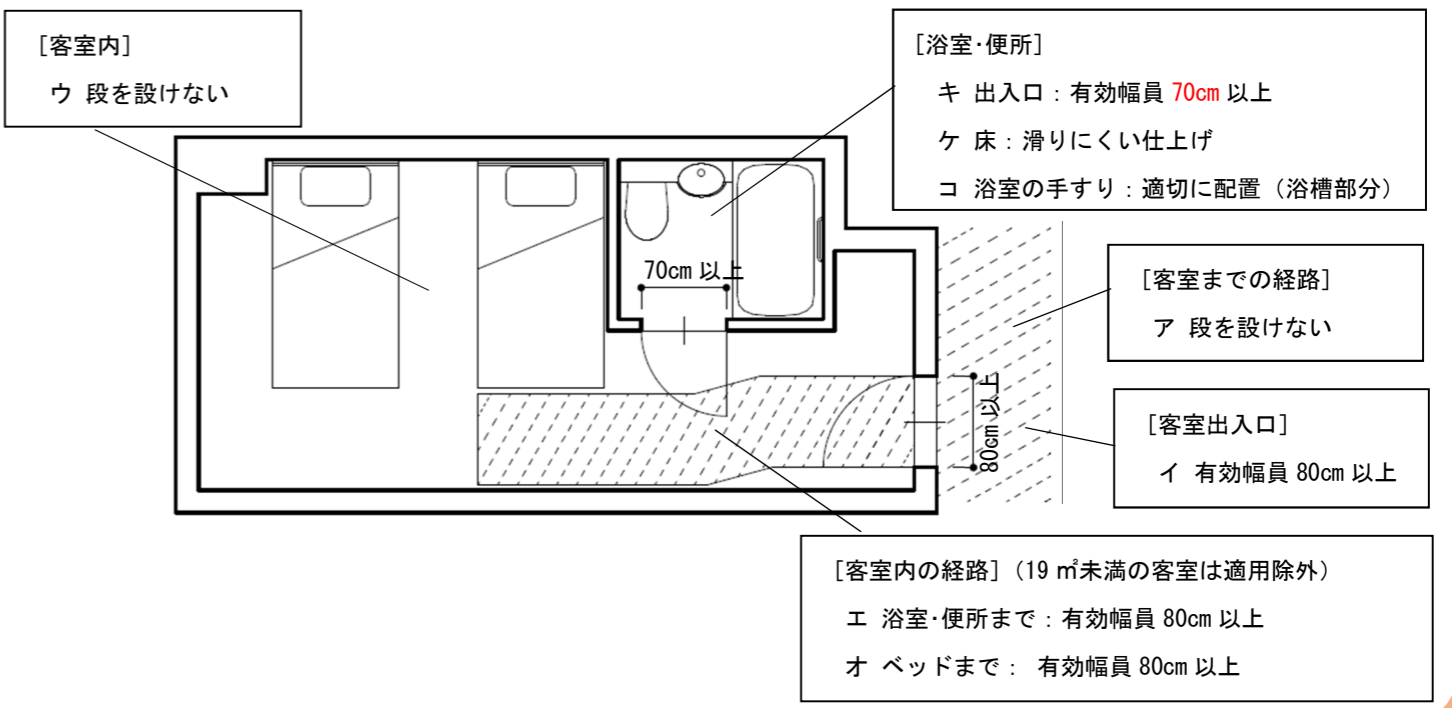 [客室内]
ウ 段を設けない
[浴室･便所]
キ 出入口：有効幅員 70cm 以上
ケ 床：滑りにくい仕上げ
コ 浴室の手すり：適切に配置（浴槽部分）
70cm 以上
[客室までの経路]
ア 段を設けない
80cm 以上
[客室出入口]
イ 有効幅員 80cm 以上
[客室内の経路]（19 ㎡未満の客室は適用除外）
エ 浴室･便所まで：有効幅員 80cm 以上
オ ベッドまで： 有効幅員 80cm 以上